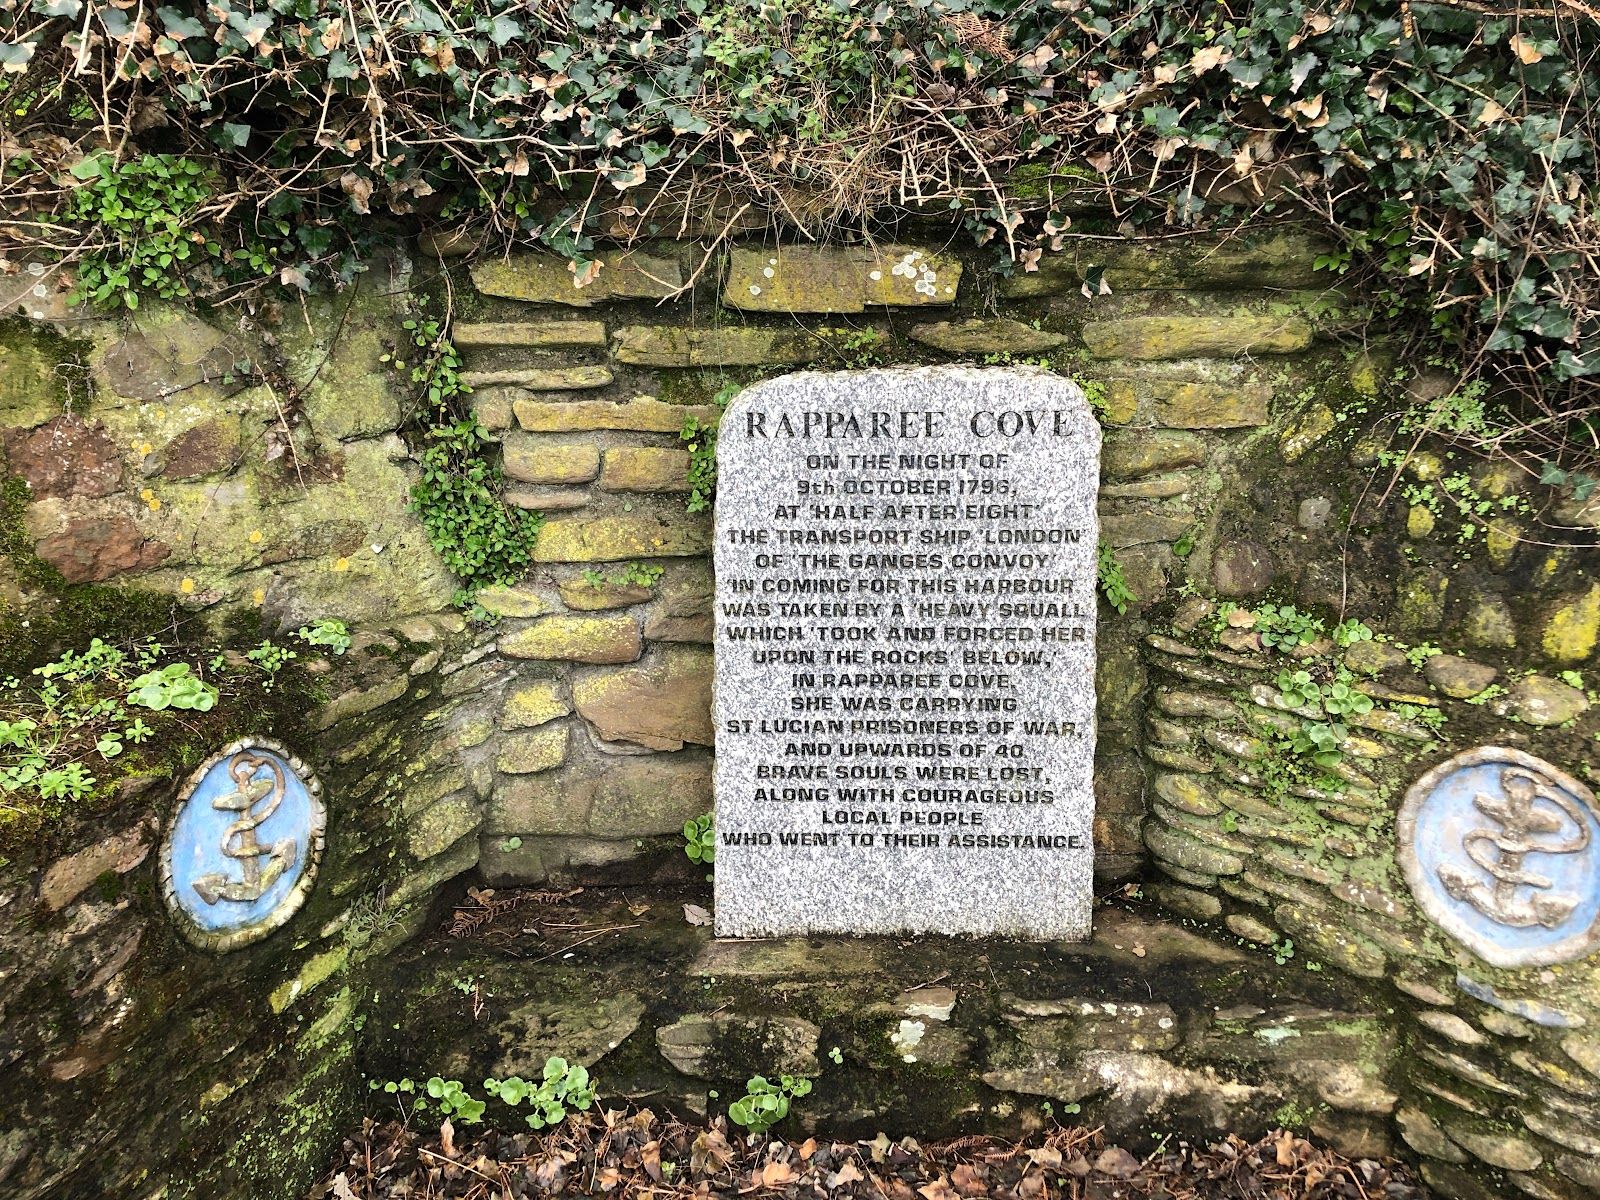 RAPPAREE COVE
ON THE NIGHT OF
9th OCTOBER 1796,
AT 'HALF AFTER EIGHT'
THE TRANSPORT SHIP 'LONDON'
OF 'THE GANGES CONVOY'
'IN COMING FOR THIS HARBOUR'
WAS TAKEN BY A 'HEAVY SQUALL'
WHICH 'TOOK AND FORCED HER
UPON THE ROCKS' BELOW,
IN RAPPAREE COVE.
SHE WAS CARRYING
ST LUCIAN PRISONERS OF WAR,
AND UPWARDS OF 40
BRAVE SOULS WERE LOST,
ALONG WITH COURAGEOUS
LOCAL PEOPLE
WHO WENT TO THEIR ASSISTANCE.